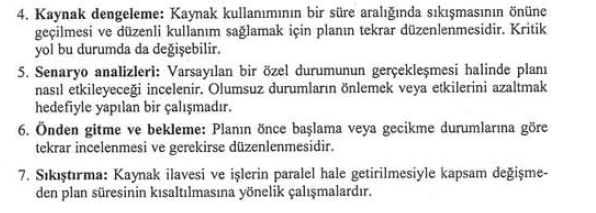 4. Kaynak dengeleme: Kaynak kullanımının bir süre aralığında sıkışmasının önüne
geçilmesi ve düzenli kullanım sağlamak için planın tekrar düzenlenmesidir. Kritik
yol bu durumda da değişebilir.
5. Senaryo analizleri: Varsayılan bir özel durumunun gerçekleşmesi halinde planı
nasıl etkileyeceği incelenir. Olumsuz durumların önlemek veya etkilerini azaltmak
hedefiyle yapılan bir çalışmadır.
6. Önden gitme ve bekleme: Planın önce başlama veya gecikme durumlarına göre
tekrar incelenmesi ve gerekirse düzenlenmesidir.
7. Sıkıştırma: Kaynak ilavesi ve işlerin paralel hale getirilmesiyle kapsam değişme-
den plan süresinin kısaltılmasına yönelik çalışmalardır.